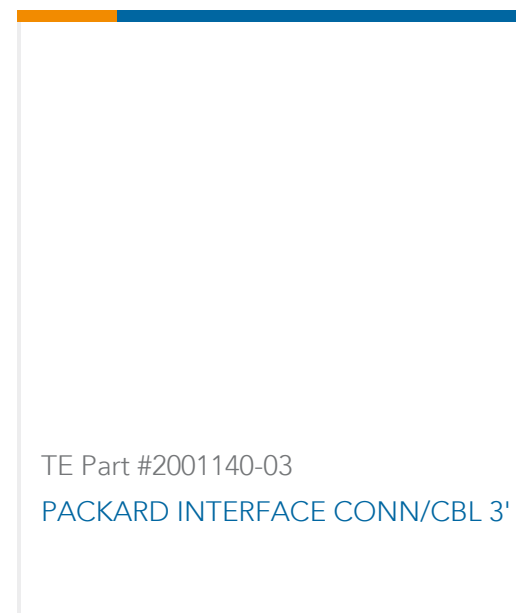 TE Part #2001140-03
PACKARD INTERFACE CONN/CBL 3'